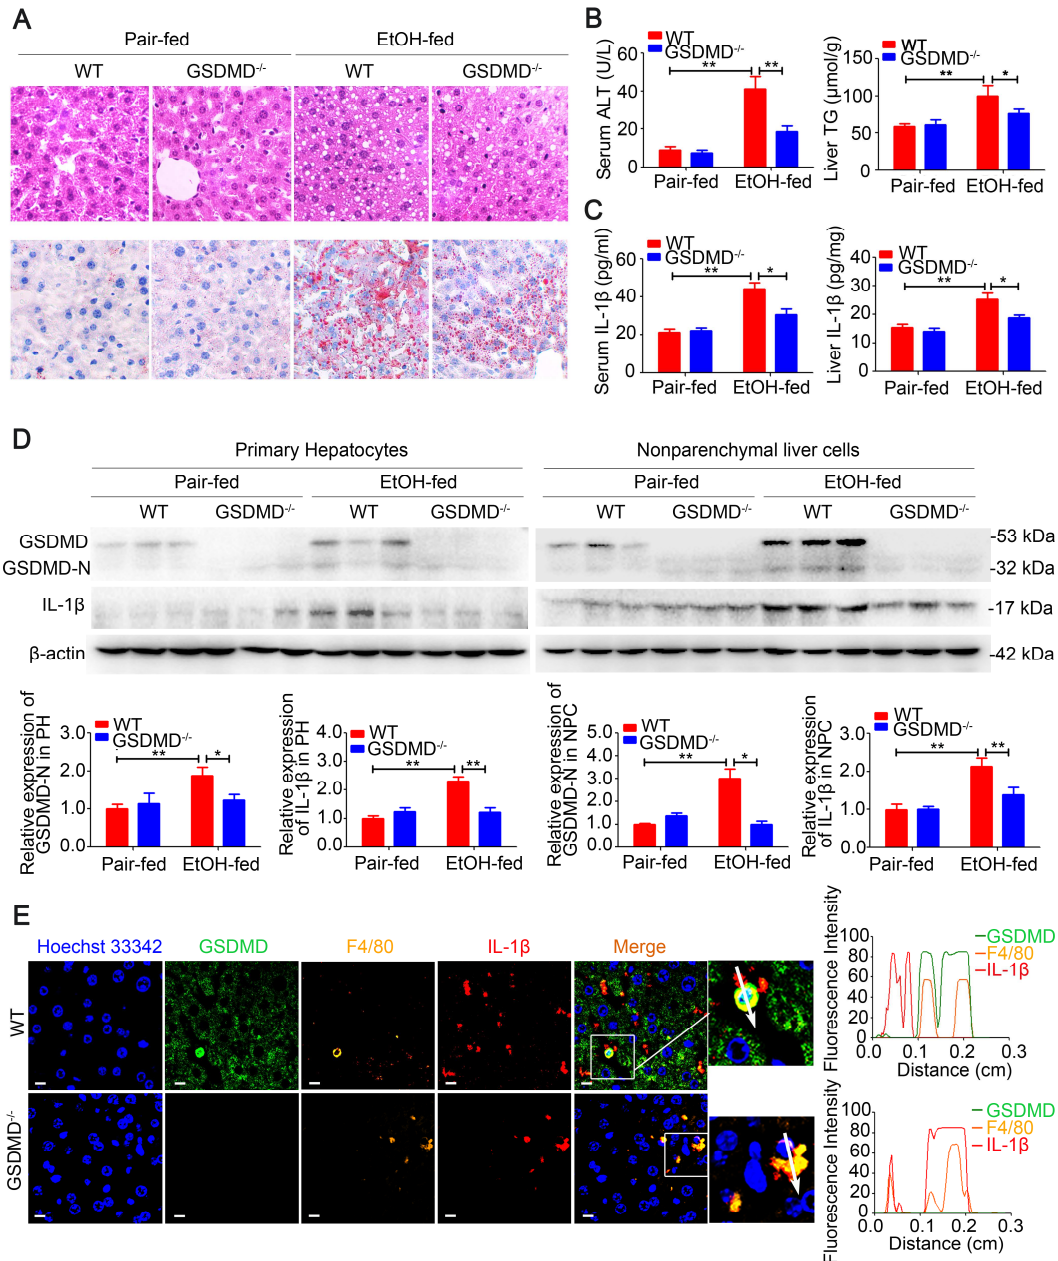 A
Pair-fed
EtOH-fed
WT
GSDMD-/-
WT
GSDMD-/-
B
Serum ALT (U/L)
60
40
20
0
WT
GSDMD-/-
**
**
Pair-fed
EtOH-fed
Liver TG (μmol/g)
150
100
50
0
WT
GSDMD-/-
**
*
Pair-fed
EtOH-fed
C
Serum IL-1β (pg/ml)
60
40
20
0
WT
GSDMD-/-
**
*
Pair-fed
EtOH-fed
Liver IL-1β (pg/mg)
40
30
20
10
0
WT
GSDMD-/-
**
*
Pair-fed
EtOH-fed
D
Primary Hepatocytes
Nonparenchymal liver cells
Pair-fed
EtOH-fed
Pair-fed
EtOH-fed
WT
GSDMD-/-
WT
GSDMD-/-
WT
GSDMD-/-
WT
GSDMD-/-
GSDMD
-53 kDa
GSDMD-N
-32 kDa
IL-1β
-17 kDa
β-actin
-42 kDa
Relative expression of
GSDMD-N in PH
3.0
2.0
1.0
0.0
WT
GSDMD-/-
**
*
Pair-fed
EtOH-fed
Relative expression
of IL-1β in PH
4.0
3.0
2.0
1.0
0.0
WT
GSDMD-/-
**
**
Pair-fed
EtOH-fed
Relative expression of
GSDMD-N in NPC
5.0
4.0
3.0
2.0
1.0
0.0
WT
GSDMD-/-
**
*
Pair-fed
EtOH-fed
Relative expression
of IL-1β in NPC
3.0
2.0
1.0
0.0
WT
GSDMD-/-
**
**
Pair-fed
EtOH-fed
E
Hoechst 33342
GSDMD
F4/80
IL-1β
Merge
WT
GSDMD-/-
Fluorescence Intensity
100
80
60
40
20
0
GSDMD
F4/80
IL-1β
0.0
0.1
0.2
0.3
Distance (cm)
Fluorescence Intensity
100
80
60
40
20
0
GSDMD
F4/80
IL-1β
0.0
0.1
0.2
0.3
Distance (cm)